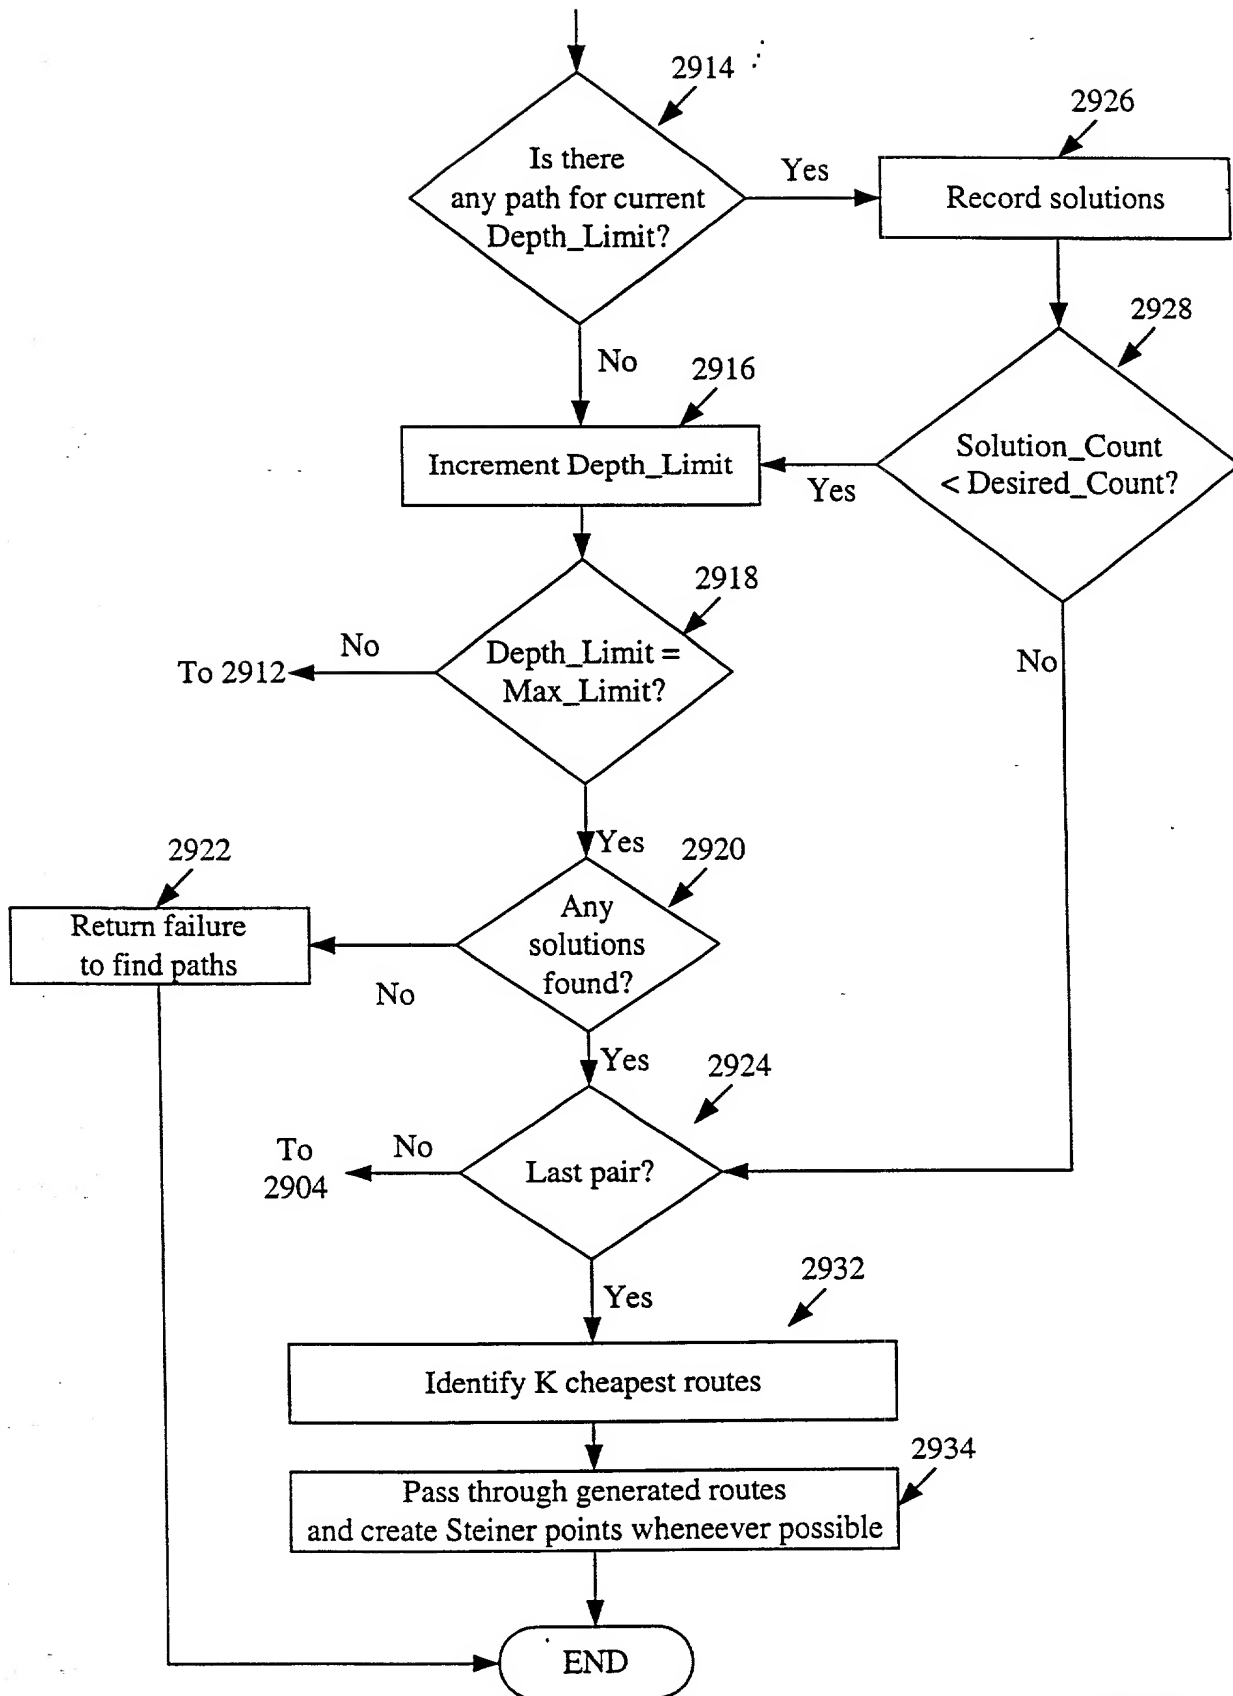 2914
Is there
any path for current
Depth_Limit?
Yes
2926
Record solutions
No
2928
Solution_Count
< Desired_Count?
Yes
No
2916
Increment Depth_Limit
2918
Depth_Limit =
Max_Limit?
No
To 2912
Yes
2920
Any
solutions
found?
No
2922
Return failure
to find paths
Yes
2924
Last pair?
No
To
2904
Yes
2932
Identify K cheapest routes
2934
Pass through generated routes
and create Steiner points wheneever possible
END